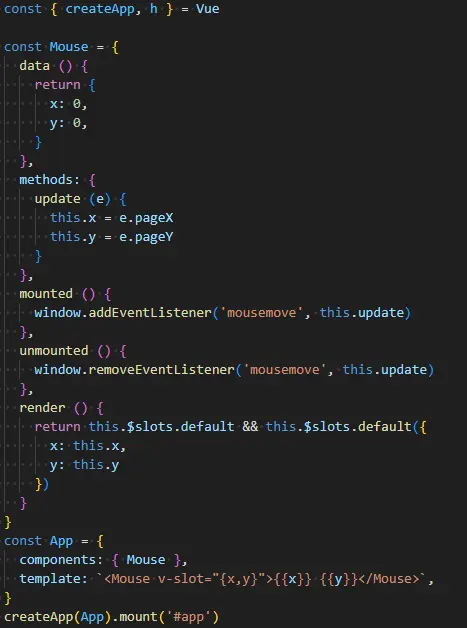 const { createApp, h } = Vue

const Mouse = {
  data () {
    return {
      x: 0,
      y: 0,
    }
  },
  methods: {
    update (e) {
      this.x = e.pageX
      this.y = e.pageY
    }
  },
  mounted () {
    window.addEventListener('mousemove', this.update)
  },
  unmounted () {
    window.removeEventListener('mousemove', this.update)
  },
  render () {
    return this.$slots.default && this.$slots.default({
      x: this.x,
      y: this.y
    })
  }
}
const App = {
  components: { Mouse },
  template: `<Mouse v-slot="{x,y}">{{x}} {{y}}</Mouse>`,
}
createApp(App).mount('#app')